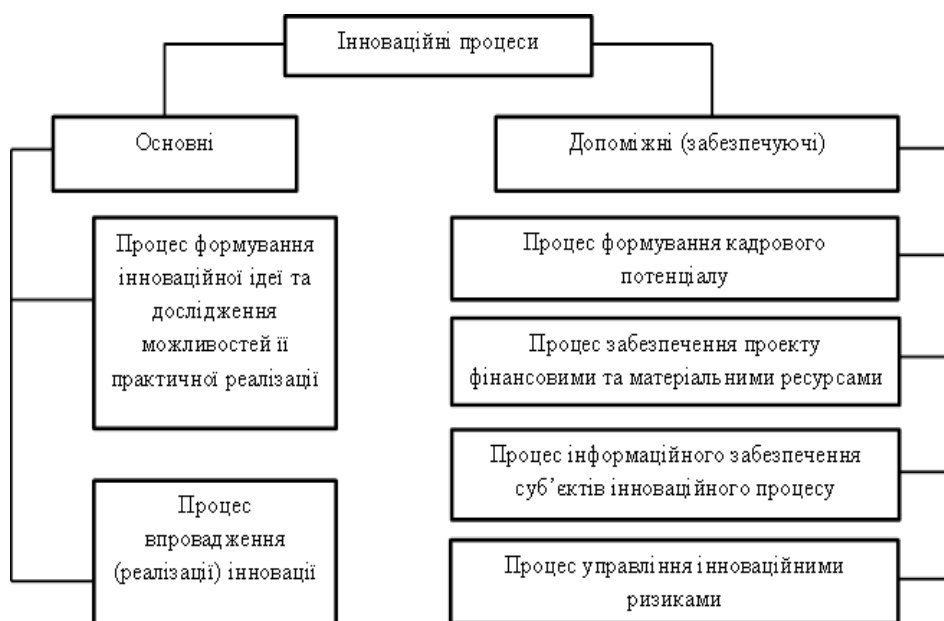 Інноваційні процеси
Основні
Допоміжні (забезпечуючі)
Процес формування
інноваційної ідеї та
дослідження
можливостей її
практичної реалізації
Процес
впровадження
(реалізації) інновації
Процес формування кадрового
потенціалу
Процес забезпечення проекту
фінансовими та матеріальними ресурсами
Процес інформаційного забезпечення
суб’єктів інноваційного процесу
Процес управління інноваційними
ризиками